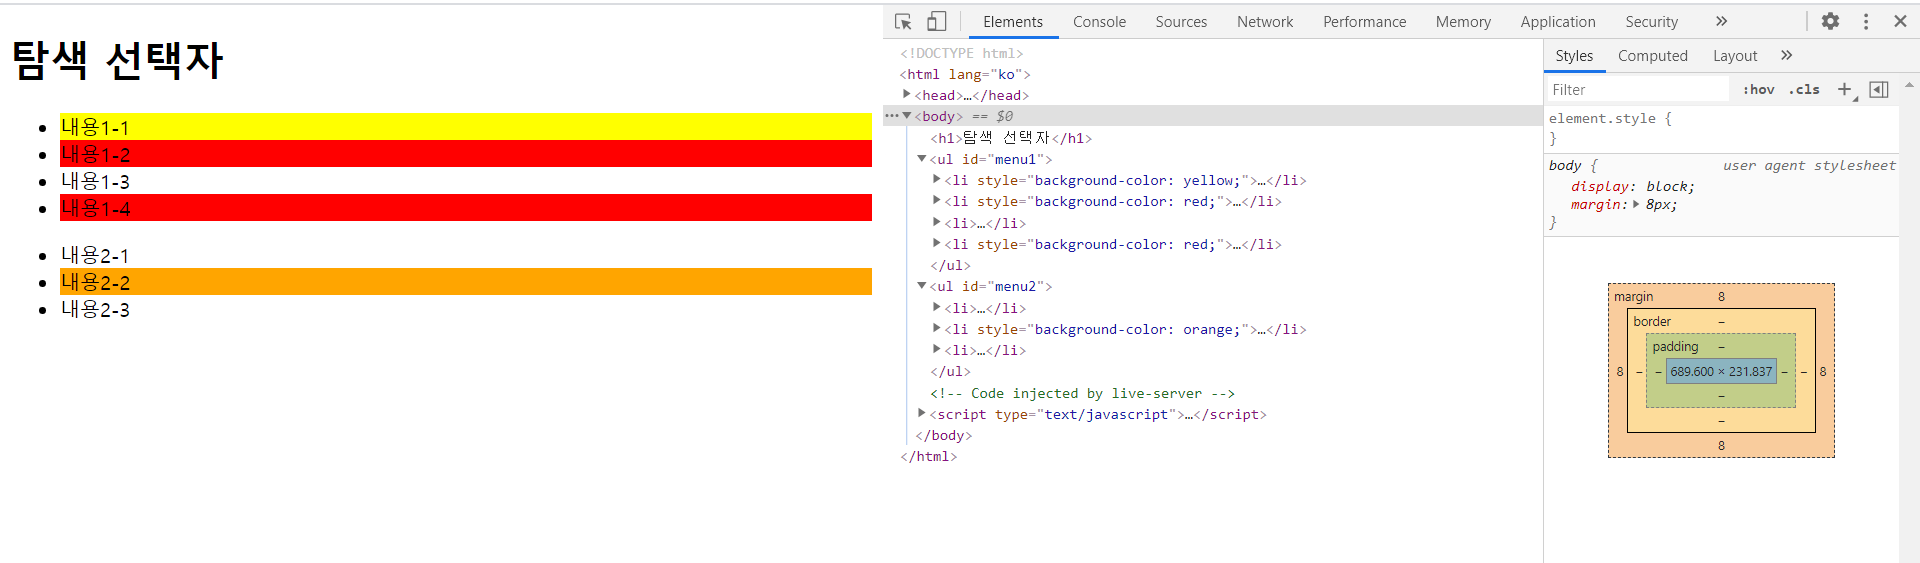 탐색 선택자
내용1-1
내용1-2
내용1-3
내용1-4
내용2-1
내용2-2
내용2-3
Elements Console Sources Network Performance Memory Application Security »
<!DOCTYPE html>
<html lang="ko">
<head>…</head>
<body> == $0
<h1>탐색 선택자</h1>
<ul id="menu1">
<li style="background-color: yellow;">…</li>
<li style="background-color: red;">…</li>
<li>…</li>
<li style="background-color: red;">…</li>
</ul>
<ul id="menu2">
<li>…</li>
<li style="background-color: orange;">…</li>
<li>…</li>
</ul>
<!-- Code injected by live-server -->
<script type="text/javascript">…</script>
</body>
</html>
Styles Computed Layout »
Filter :hov .cls +
element.style {
}
body { user agent stylesheet
display: block;
margin: 8px;
}
margin 8
border –
padding –
8 – – 689.600 × 231.837 – – 8
–
–
8